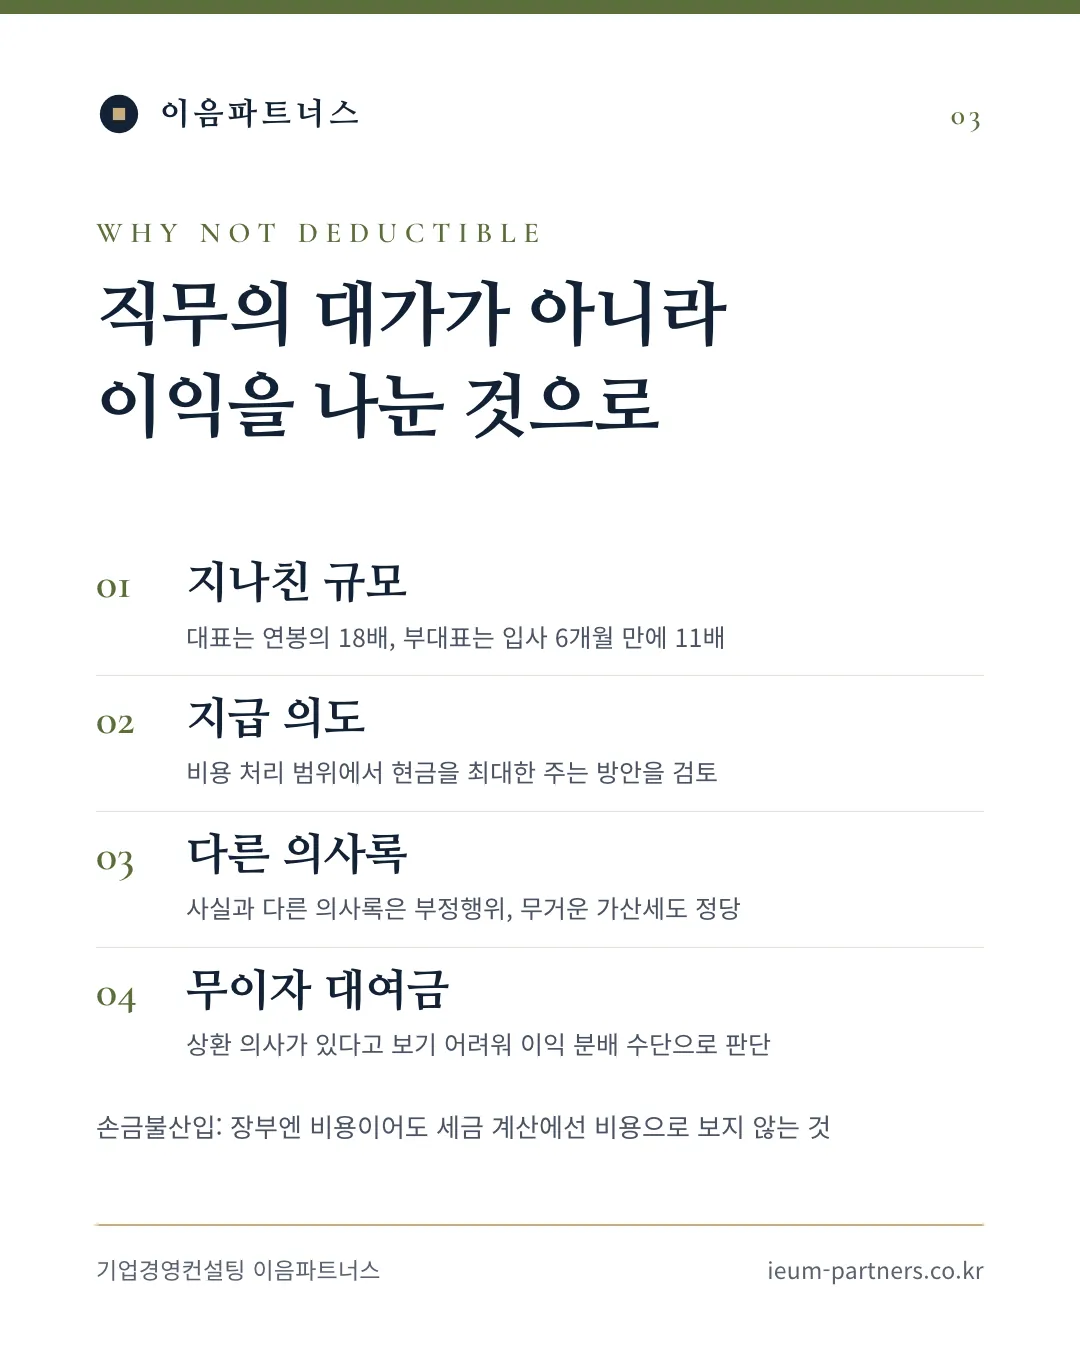 이음파트너스
03
WHY NOT DEDUCTIBLE
직무의 대가가 아니라
이익을 나눈 것으로
01 지나친 규모
대표는 연봉의 18배, 부대표는 입사 6개월 만에 11배
02 지급 의도
비용 처리 범위에서 현금을 최대한 주는 방안을 검토
03 다른 의사록
사실과 다른 의사록은 부정행위, 무거운 가산세도 정당
04 무이자 대여금
상환 의사가 있다고 보기 어려워 이익 분배 수단으로 판단
손금불산입: 장부엔 비용이어도 세금 계산에선 비용으로 보지 않는 것
기업경영컨설팅 이음파트너스
ieum-partners.co.kr